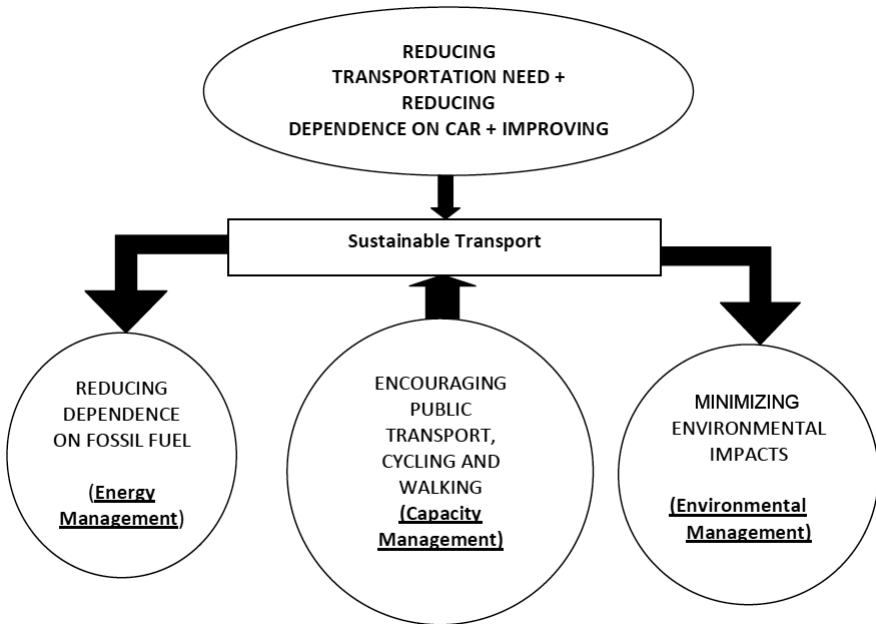 REDUCING
TRANSPORTATION NEED +
REDUCING
DEPENDENCE ON CAR + IMPROVING
Sustainable Transport
REDUCING
DEPENDENCE
ON FOSSIL FUEL
(Energy
Management)
ENCOURAGING
PUBLIC
TRANSPORT,
CYCLING AND
WALKING
(Capacity
Management)
MINIMIZING
ENVIRONMENTAL
IMPACTS
(Environmental
Management)